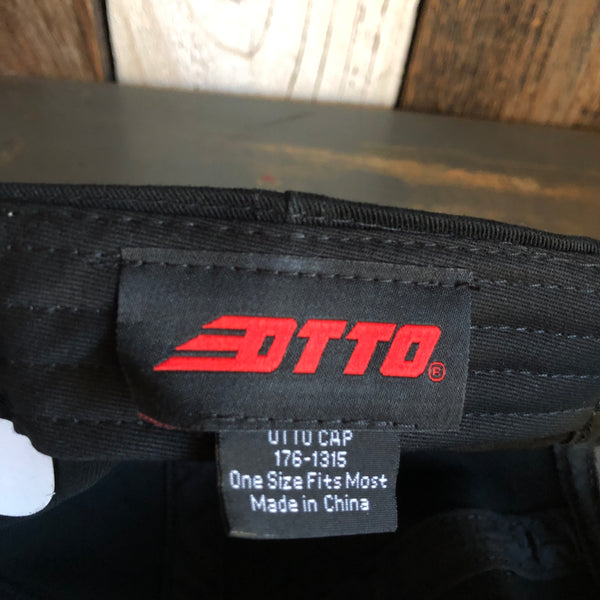 OTTO®
OTTO CAP
176-1315
One Size Fits Most
Made in China